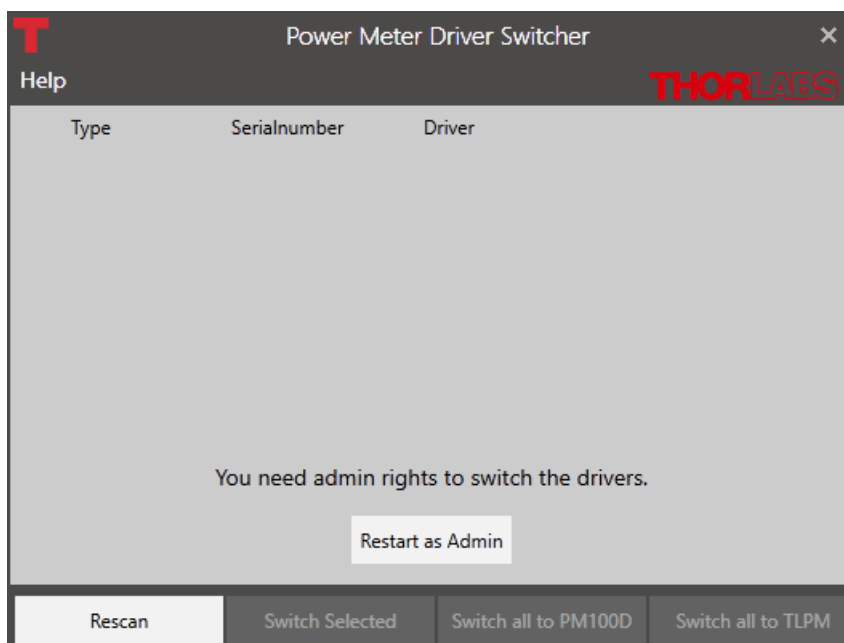 T
Power Meter Driver Switcher ×
Help
THORLABS
Type Serialnumber Driver
You need admin rights to switch the drivers.
Restart as Admin
Rescan Switch Selected Switch all to PM100D Switch all to TLPM